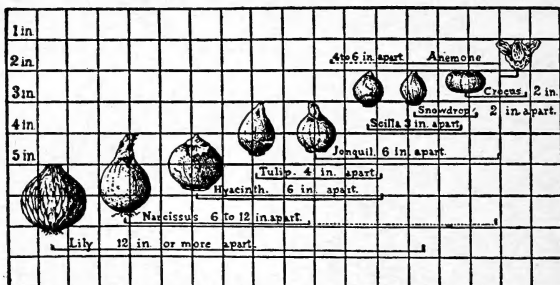 1 in.
2 in.
4 to 6 in. apart Anemone
3 in.
Crocus 2 in.
Snowdrop 2 in. apart.
4 in.
Scilla 3 in. apart
Jonquil. 6 in. apart.
5 in.
Tulip. 4 in. apart.
Hyacinth. 6 in. apart.
Narcissus 6 to 12 in. apart.
Lily 12 in. or more apart.